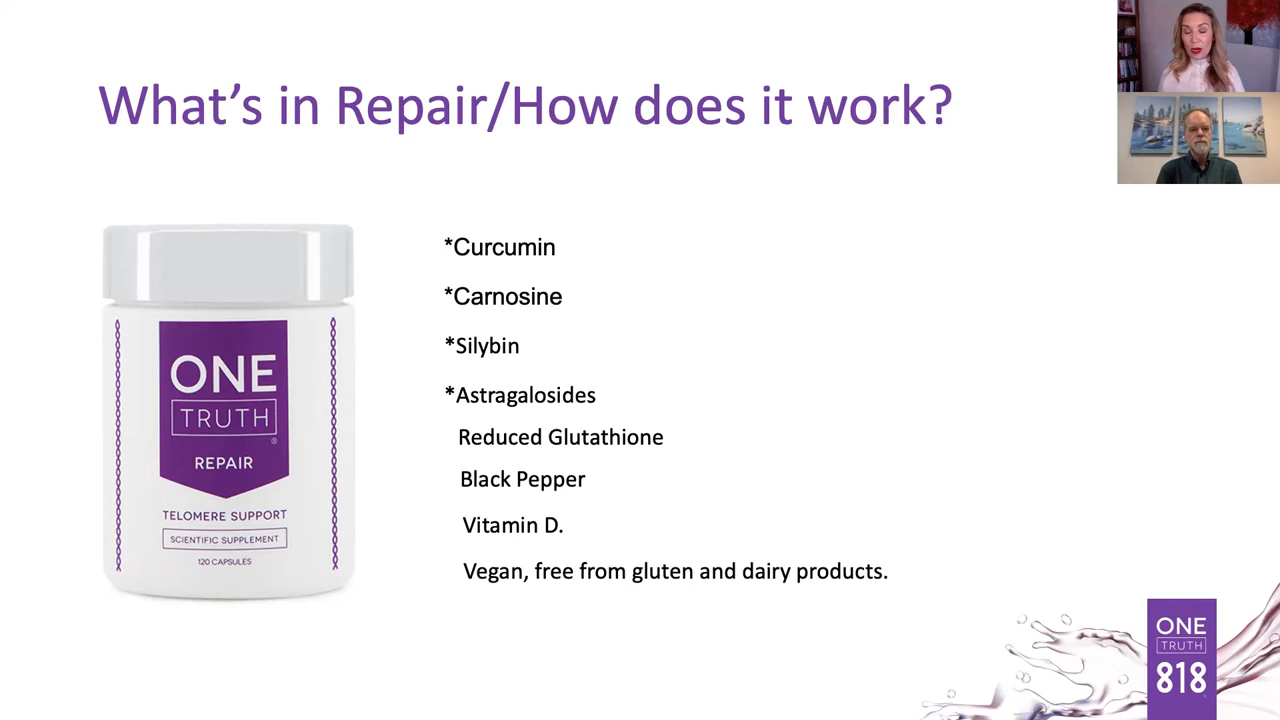 What's in Repair/How does it work?
*Curcumin
*Carnosine
*Silybin
*Astragalosides
Reduced Glutathione
Black Pepper
Vitamin D.
Vegan, free from gluten and dairy products.
ONE
TRUTH
®
REPAIR
TELOMERE SUPPORT
SCIENTIFIC SUPPLEMENT
120 CAPSULES
ONE
TRUTH
818